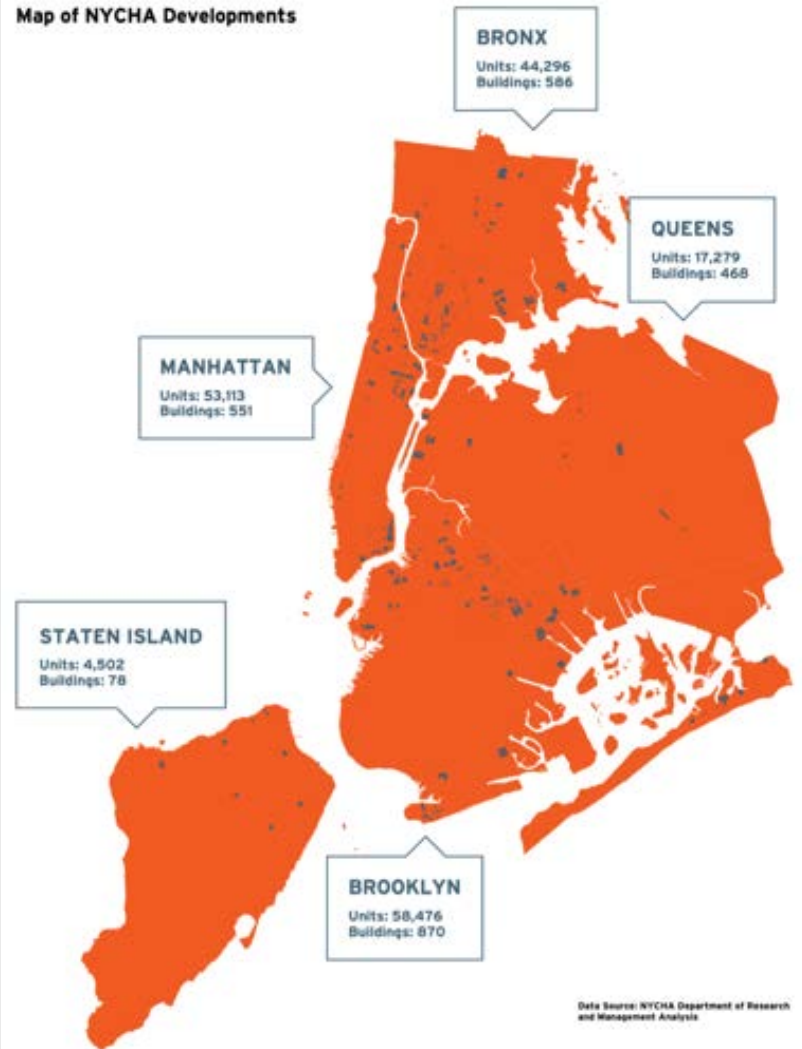 Map of NYCHA Developments
BRONX
Units: 44,296
Buildings: 586
QUEENS
Units: 17,279
Buildings: 468
MANHATTAN
Units: 53,113
Buildings: 551
STATEN ISLAND
Units: 4,502
Buildings: 78
BROOKLYN
Units: 58,476
Buildings: 870
Data Source: NYCHA Department of Research
and Management Analysis